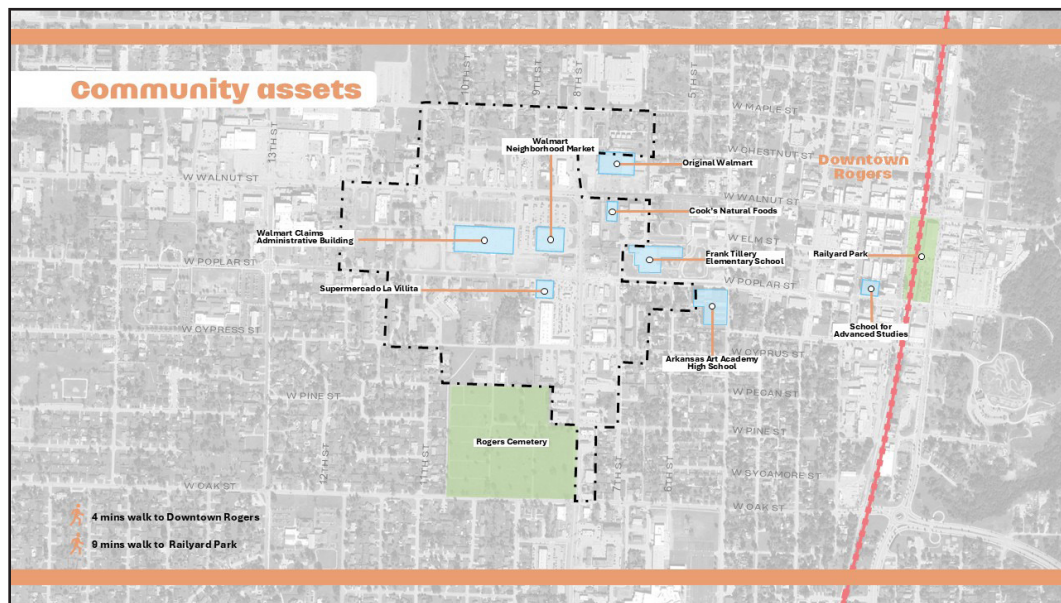 Community assets
10TH ST
9TH ST
8TH ST
5TH ST
W MAPLE ST
13TH ST
Walmart
Neighborhood Market
W CHESTNUT ST
Original Walmart
Downtown
Rogers
W WALNUT ST
W WALNUT ST
Cook's Natural Foods
Walmart Claims
Administrative Building
W ELM ST
Frank Tillery
Elementary School
Railyard Park
W POPLAR ST
W POPLAR ST
Supermercado La Villita
School for
Advanced Studies
W CYPRESS ST
W CYPRUS ST
Arkansas Art Academy
High School
W PINE ST
W PECAN ST
W PINE ST
Rogers Cemetery
12TH ST
11TH ST
7TH ST
6TH ST
W SYCAMORE ST
W OAK ST
W OAK ST
4 mins walk to Downtown Rogers
9 mins walk to Railyard Park